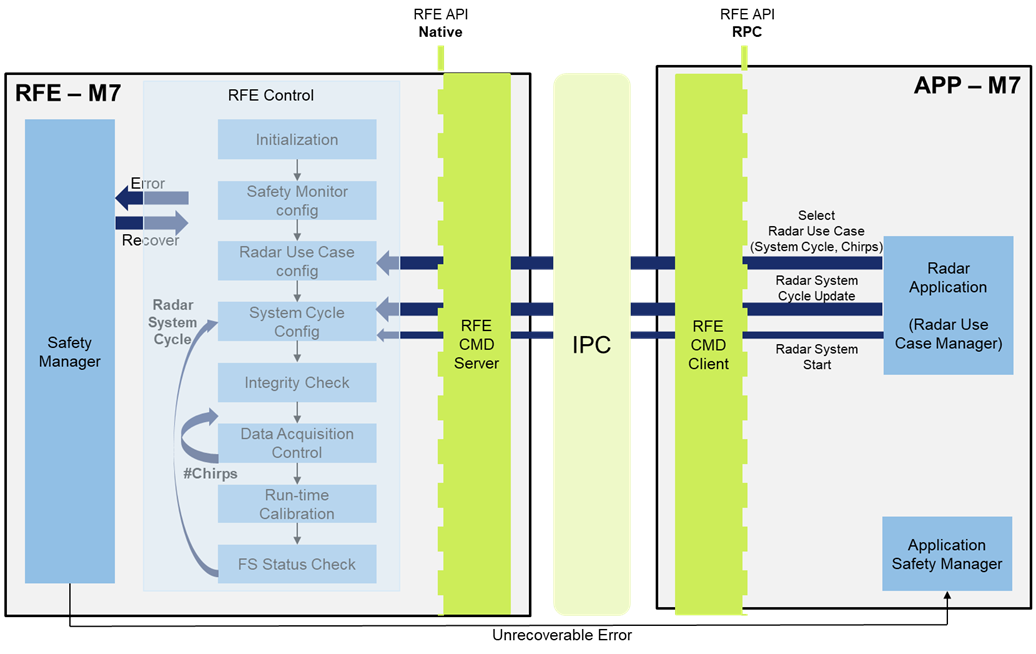 RFE API
Native
RFE API
RPC
RFE – M7
RFE Control
APP – M7
Initialization
Error
Safety Monitor
config
Recover
Radar Use Case
config
Select
Radar Use Case
(System Cycle, Chirps)
Radar System
Cycle Update
Radar System
Start
Radar
Application
(Radar Use
Case Manager)
Radar
System
Cycle
System Cycle
Config
Safety
Manager
RFE
CMD
Server
IPC
RFE
CMD
Client
Integrity Check
Data Acquisition
Control
#Chirps
Run-time
Calibration
FS Status Check
Application
Safety Manager
Unrecoverable Error